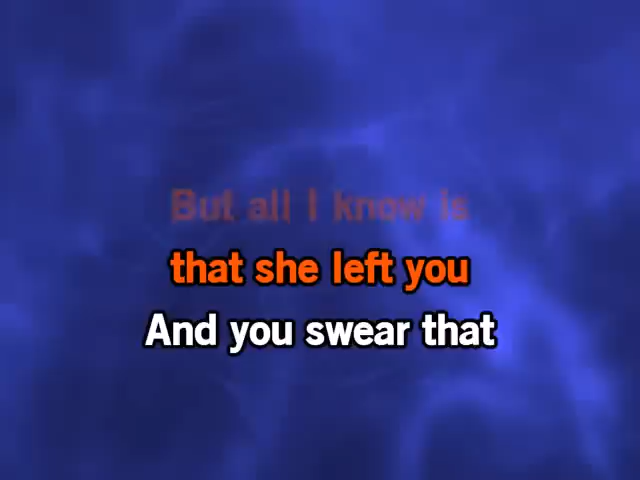 But all I know is
that she left you
And you swear that